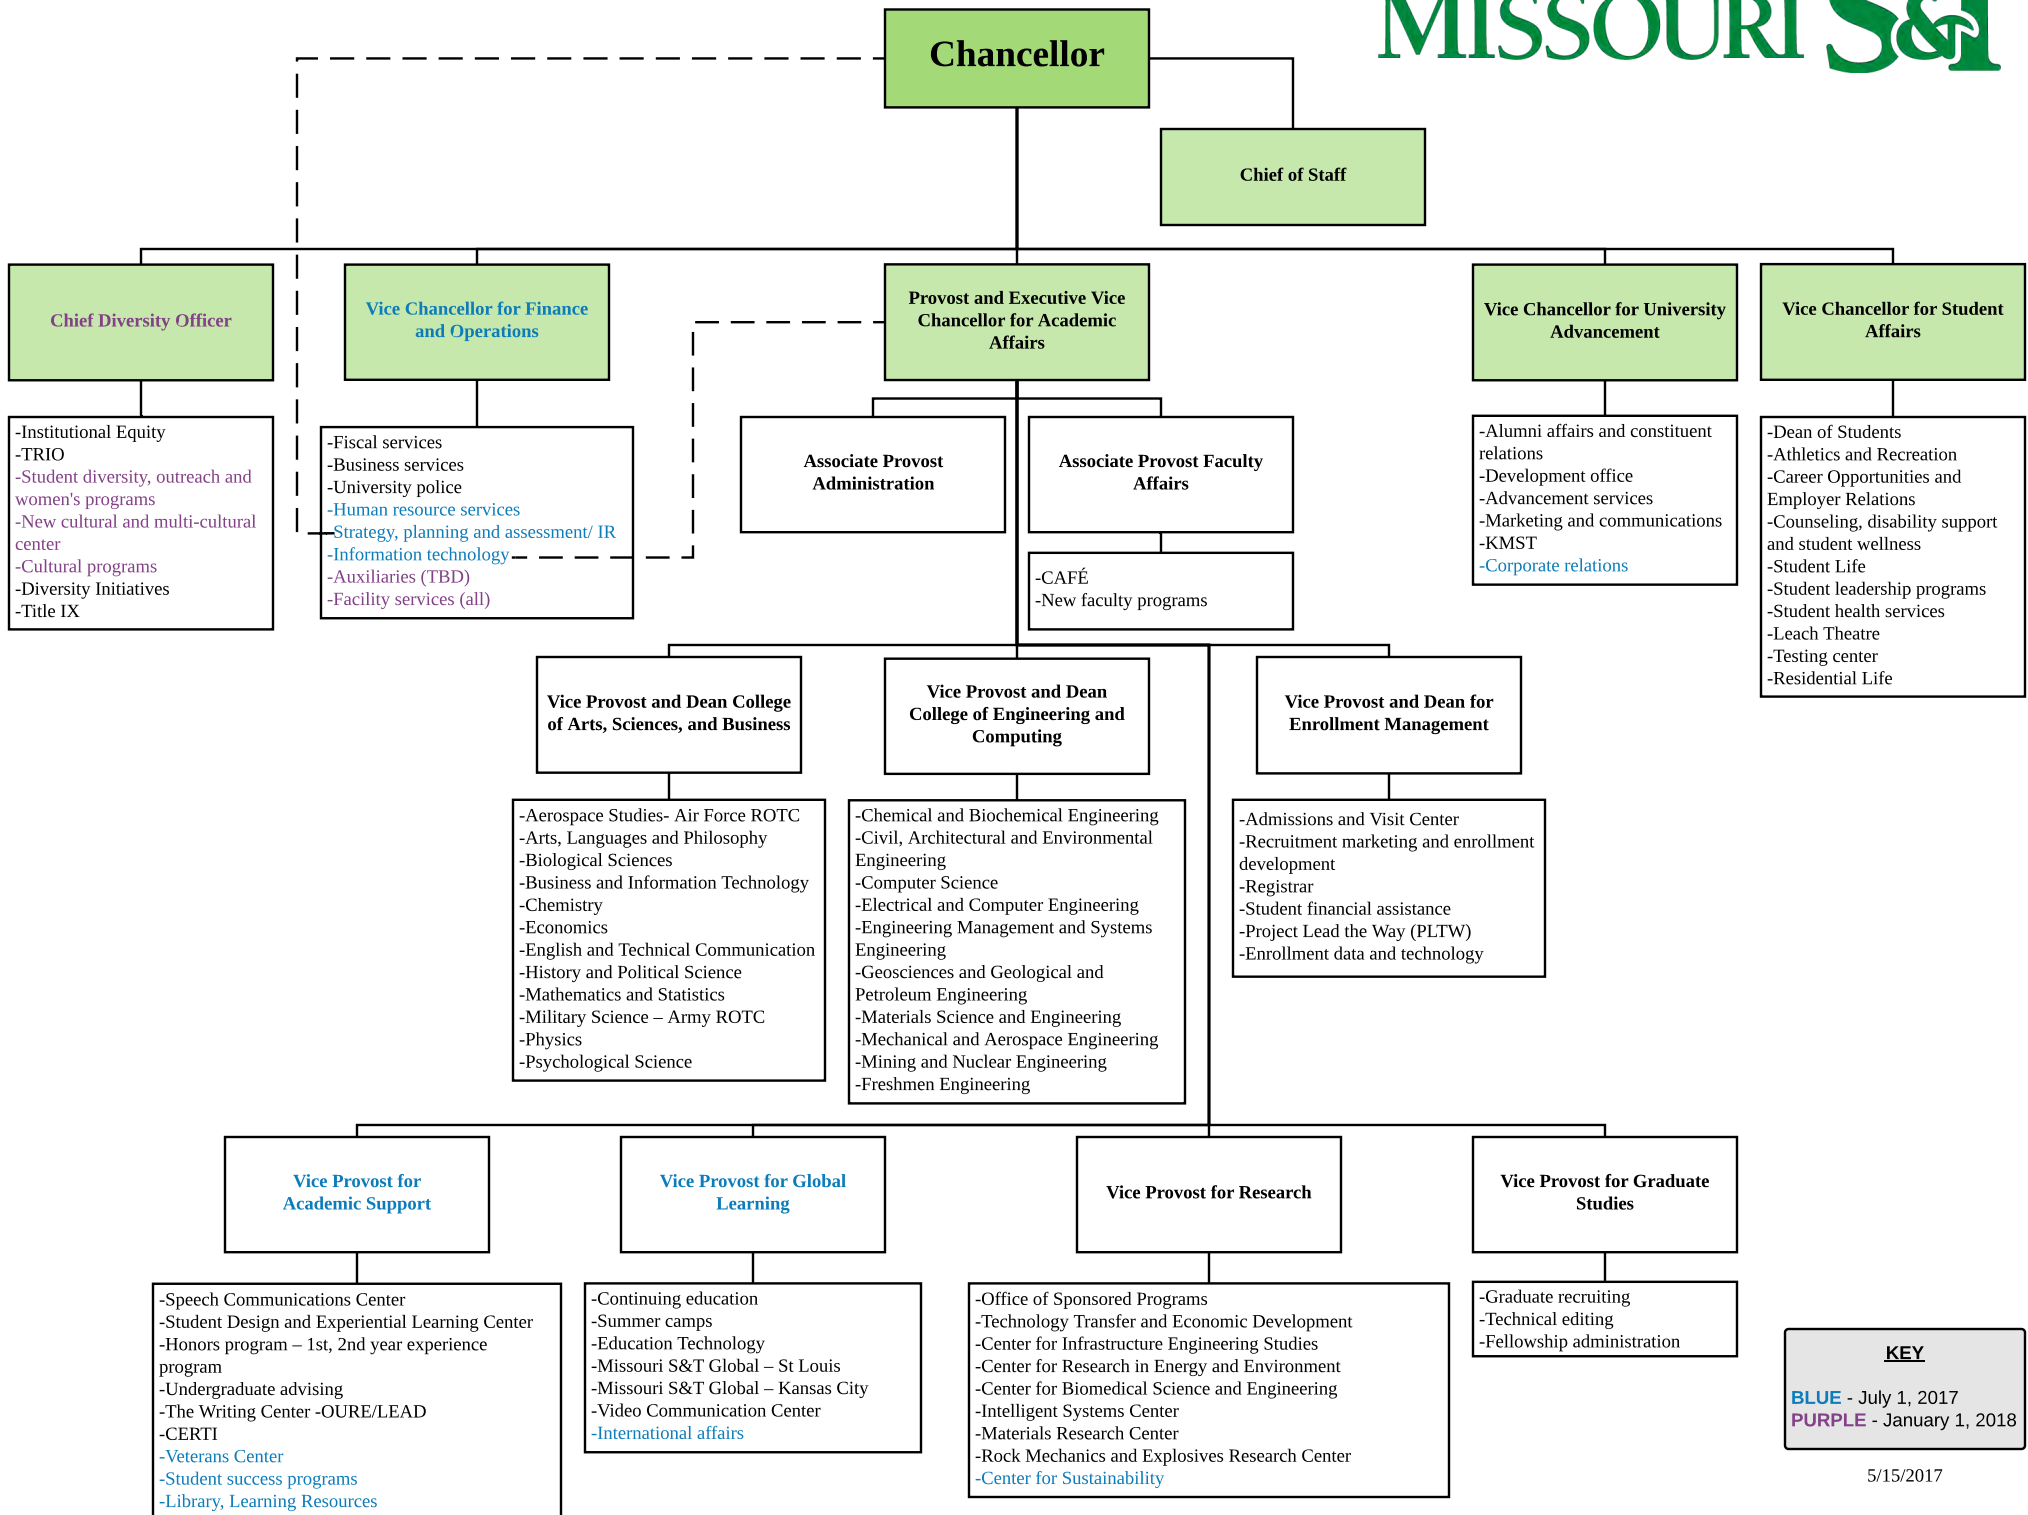 MISSOURI S&T
Chancellor
Chief of Staff
Chief Diversity Officer
Vice Chancellor for Finance
and Operations
Provost and Executive Vice
Chancellor for Academic
Affairs
Vice Chancellor for University
Advancement
Vice Chancellor for Student
Affairs
-Institutional Equity
-TRIO
-Student diversity, outreach and
women's programs
-New cultural and multi-cultural
center
-Cultural programs
-Diversity Initiatives
-Title IX
-Fiscal services
-Business services
-University police
-Human resource services
-Strategy, planning and assessment/ IR
-Information technology
-Auxiliaries (TBD)
-Facility services (all)
Associate Provost
Administration
Associate Provost Faculty
Affairs
-CAFÉ
-New faculty programs
-Alumni affairs and constituent
relations
-Development office
-Advancement services
-Marketing and communications
-KMST
-Corporate relations
-Dean of Students
-Athletics and Recreation
-Career Opportunities and
Employer Relations
-Counseling, disability support
and student wellness
-Student Life
-Student leadership programs
-Student health services
-Leach Theatre
-Testing center
-Residential Life
Vice Provost and Dean College
of Arts, Sciences, and Business
Vice Provost and Dean
College of Engineering and
Computing
Vice Provost and Dean for
Enrollment Management
-Aerospace Studies- Air Force ROTC
-Arts, Languages and Philosophy
-Biological Sciences
-Business and Information Technology
-Chemistry
-Economics
-English and Technical Communication
-History and Political Science
-Mathematics and Statistics
-Military Science – Army ROTC
-Physics
-Psychological Science
-Chemical and Biochemical Engineering
-Civil, Architectural and Environmental
Engineering
-Computer Science
-Electrical and Computer Engineering
-Engineering Management and Systems
Engineering
-Geosciences and Geological and
Petroleum Engineering
-Materials Science and Engineering
-Mechanical and Aerospace Engineering
-Mining and Nuclear Engineering
-Freshmen Engineering
-Admissions and Visit Center
-Recruitment marketing and enrollment
development
-Registrar
-Student financial assistance
-Project Lead the Way (PLTW)
-Enrollment data and technology
Vice Provost for
Academic Support
Vice Provost for Global
Learning
Vice Provost for Research
Vice Provost for Graduate
Studies
-Speech Communications Center
-Student Design and Experiential Learning Center
-Honors program – 1st, 2nd year experience
program
-Undergraduate advising
-The Writing Center -OURE/LEAD
-CERTI
-Veterans Center
-Student success programs
-Library, Learning Resources
-Continuing education
-Summer camps
-Education Technology
-Missouri S&T Global – St Louis
-Missouri S&T Global – Kansas City
-Video Communication Center
-International affairs
-Office of Sponsored Programs
-Technology Transfer and Economic Development
-Center for Infrastructure Engineering Studies
-Center for Research in Energy and Environment
-Center for Biomedical Science and Engineering
-Intelligent Systems Center
-Materials Research Center
-Rock Mechanics and Explosives Research Center
-Center for Sustainability
-Graduate recruiting
-Technical editing
-Fellowship administration
KEY
BLUE - July 1, 2017
PURPLE - January 1, 2018
5/15/2017